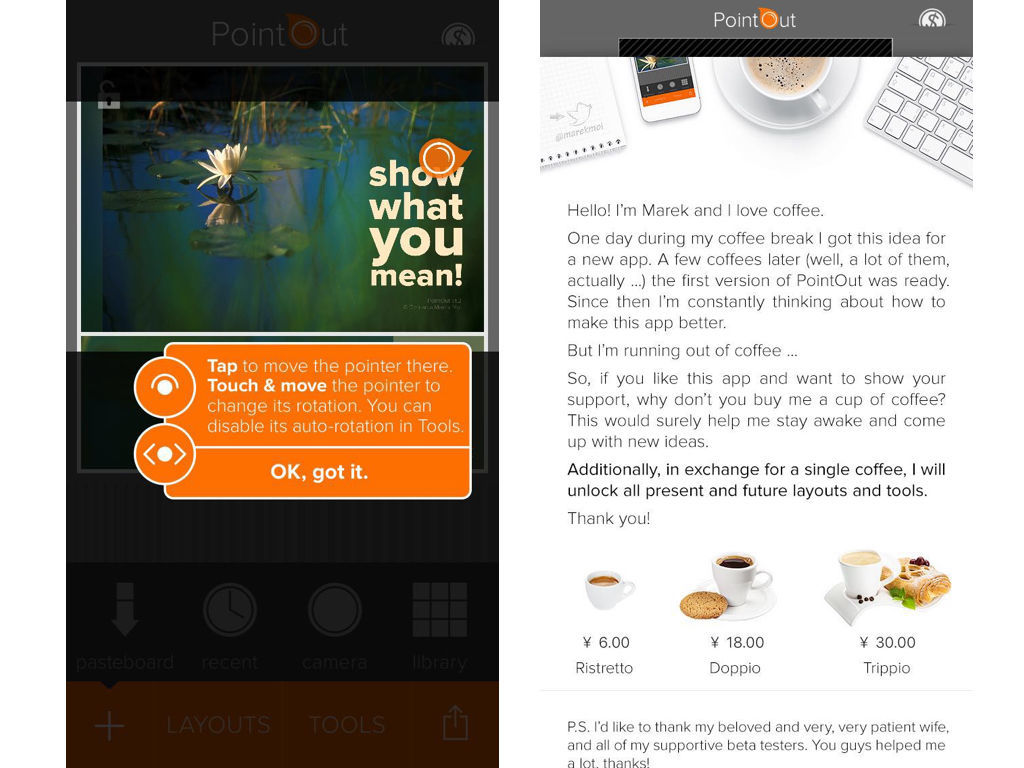 PointOut
show
what
you
mean!
Tap to move the pointer there.
Touch & move the pointer to
change its rotation. You can
disable its auto-rotation in Tools.
OK, got it.
pasteboard
recent
camera
library
LAYOUTS
TOOLS
PointOut
@marekmoi
Hello! I'm Marek and I love coffee.
One day during my coffee break I got this idea for
a new app. A few coffees later (well, a lot of them,
actually ...) the first version of PointOut was ready.
Since then I'm constantly thinking about how to
make this app better.
But I'm running out of coffee ...
So, if you like this app and want to show your
support, why don't you buy me a cup of coffee?
This would surely help me stay awake and come
up with new ideas.
Additionally, in exchange for a single coffee, I will
unlock all present and future layouts and tools.
Thank you!
¥ 6.00
¥ 18.00
¥ 30.00
Ristretto
Doppio
Trippio
P.S. I'd like to thank my beloved and very, very patient wife,
and all of my supportive beta testers. You guys helped me
a lot, thanks!